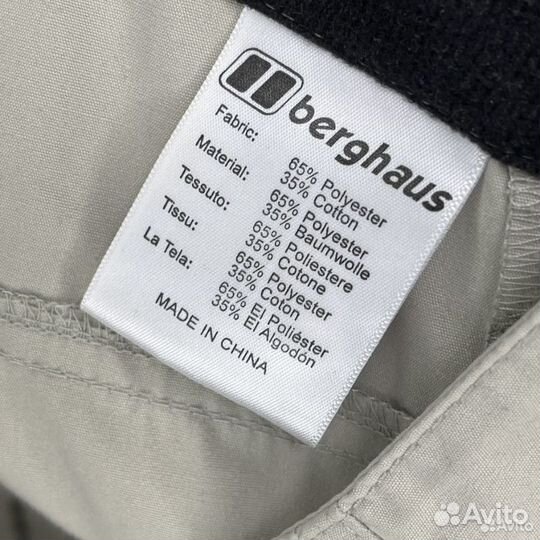 berghaus
Fabric: 65% Polyester
35% Cotton
Material: 65% Polyester
35% Baumwolle
Tessuto: 65% Poliestere
35% Cotone
Tissu: 65% Polyester
35% Coton
La Tela: 65% El Poliéster
35% El Algodón
MADE IN CHINA
Avito
Avito